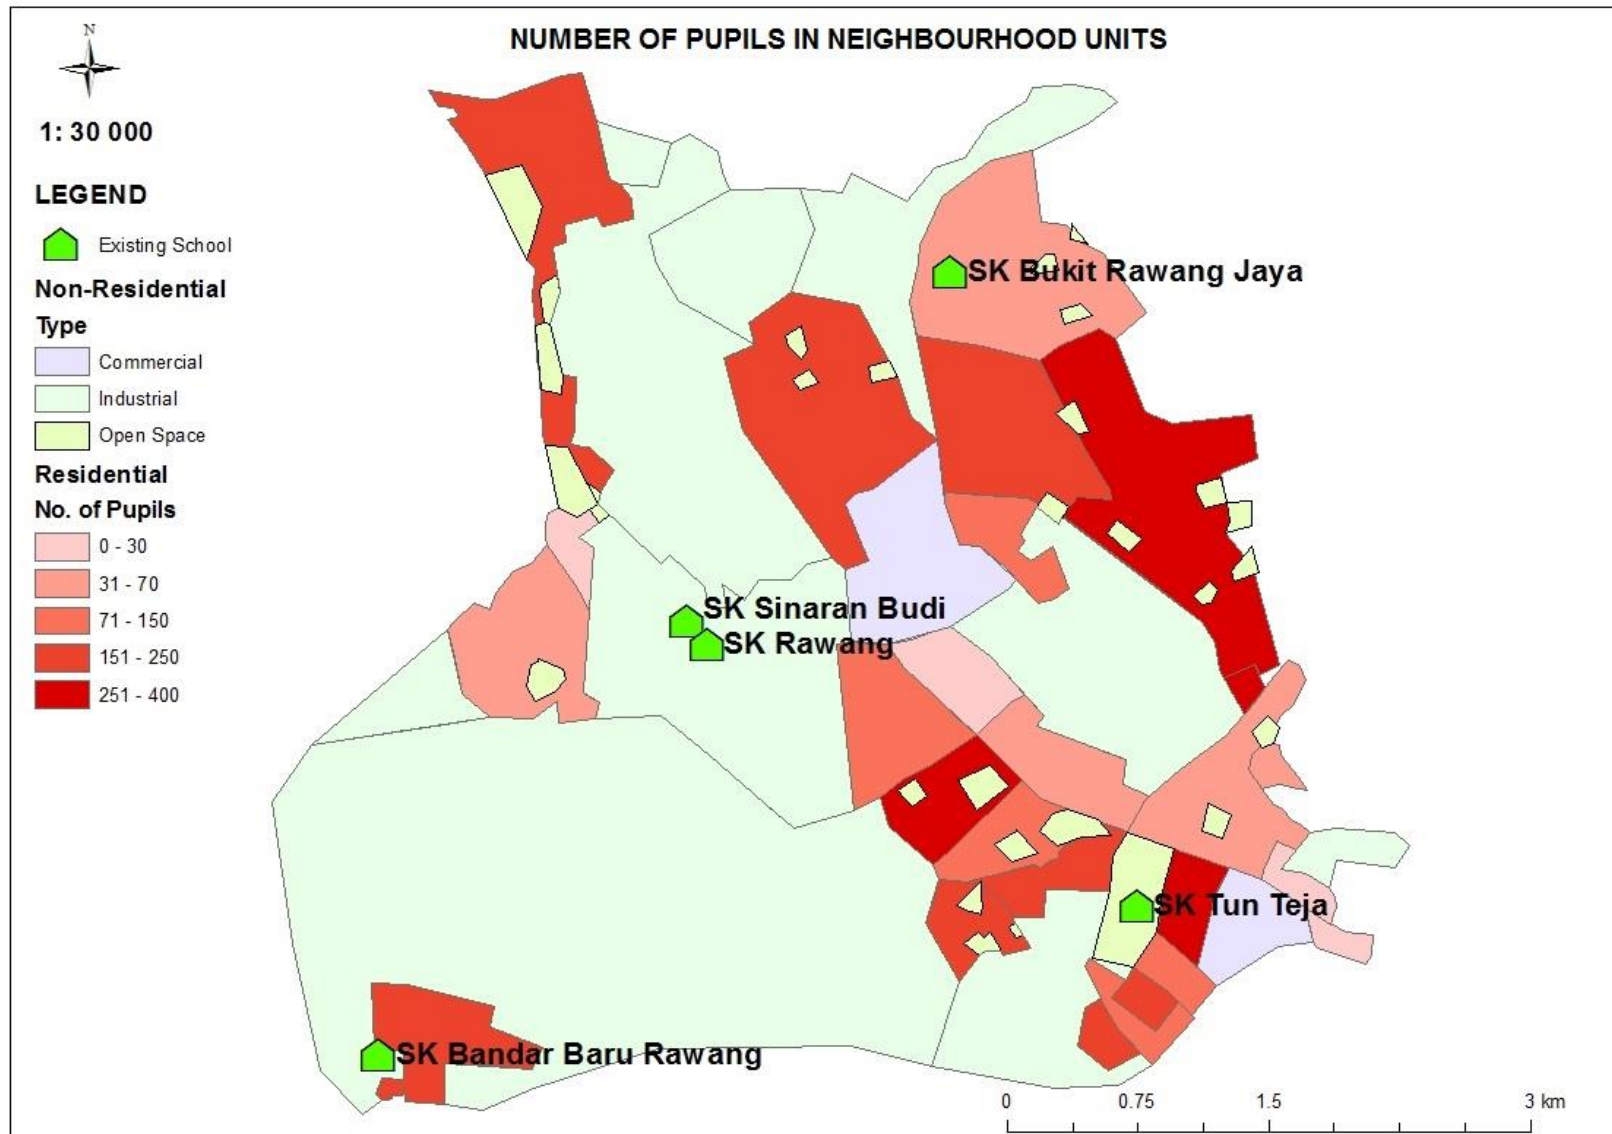 NUMBER OF PUPILS IN NEIGHBOURHOOD UNITS
N
1: 30 000
LEGEND
Existing School
Non-Residential
Type
Commercial
Industrial
Open Space
Residential
No. of Pupils
0 - 30
31 - 70
71 - 150
151 - 250
251 - 400
SK Bukit Rawang Jaya
SK Sinaran Budi
SK Rawang
SK Tun Teja
SK Bandar Baru Rawang
0 0.75 1.5 3 km